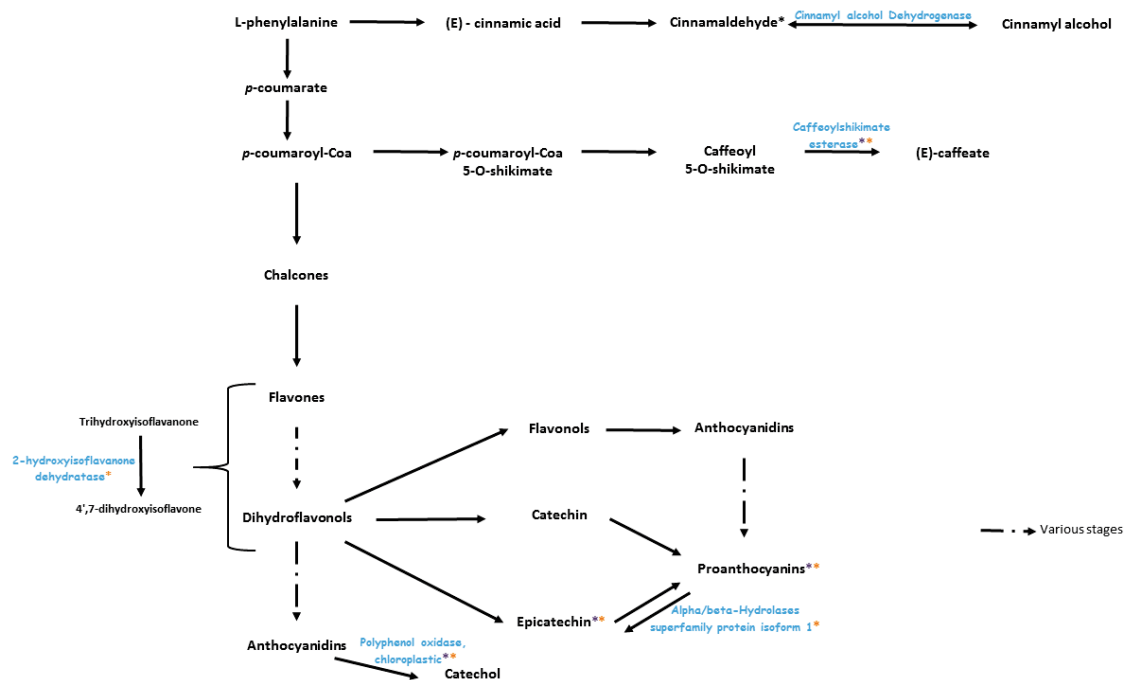 L-phenylalanine
(E) - cinnamic acid
Cinnamaldehyde*
Cinnamyl alcohol Dehydrogenase
Cinnamyl alcohol
p-coumarate
p-coumaroyl-Coa
p-coumaroyl-Coa
5-O-shikimate
Caffeoyl
5-O-shikimate
Caffeoylshikimate
esterase**
(E)-caffeate
Chalcones
Flavones
Trihydroxyisoflavanone
2-hydroxyisoflavanone
dehydratase*
4',7-dihydroxyisoflavone
Flavonols
Anthocyanidins
Dihydroflavonols
Catechin
Various stages
Proanthocyanins**
Epicatechin**
Alpha/beta-Hydrolases
superfamily protein isoform 1*
Anthocyanidins
Polyphenol oxidase,
chloroplastic**
Catechol